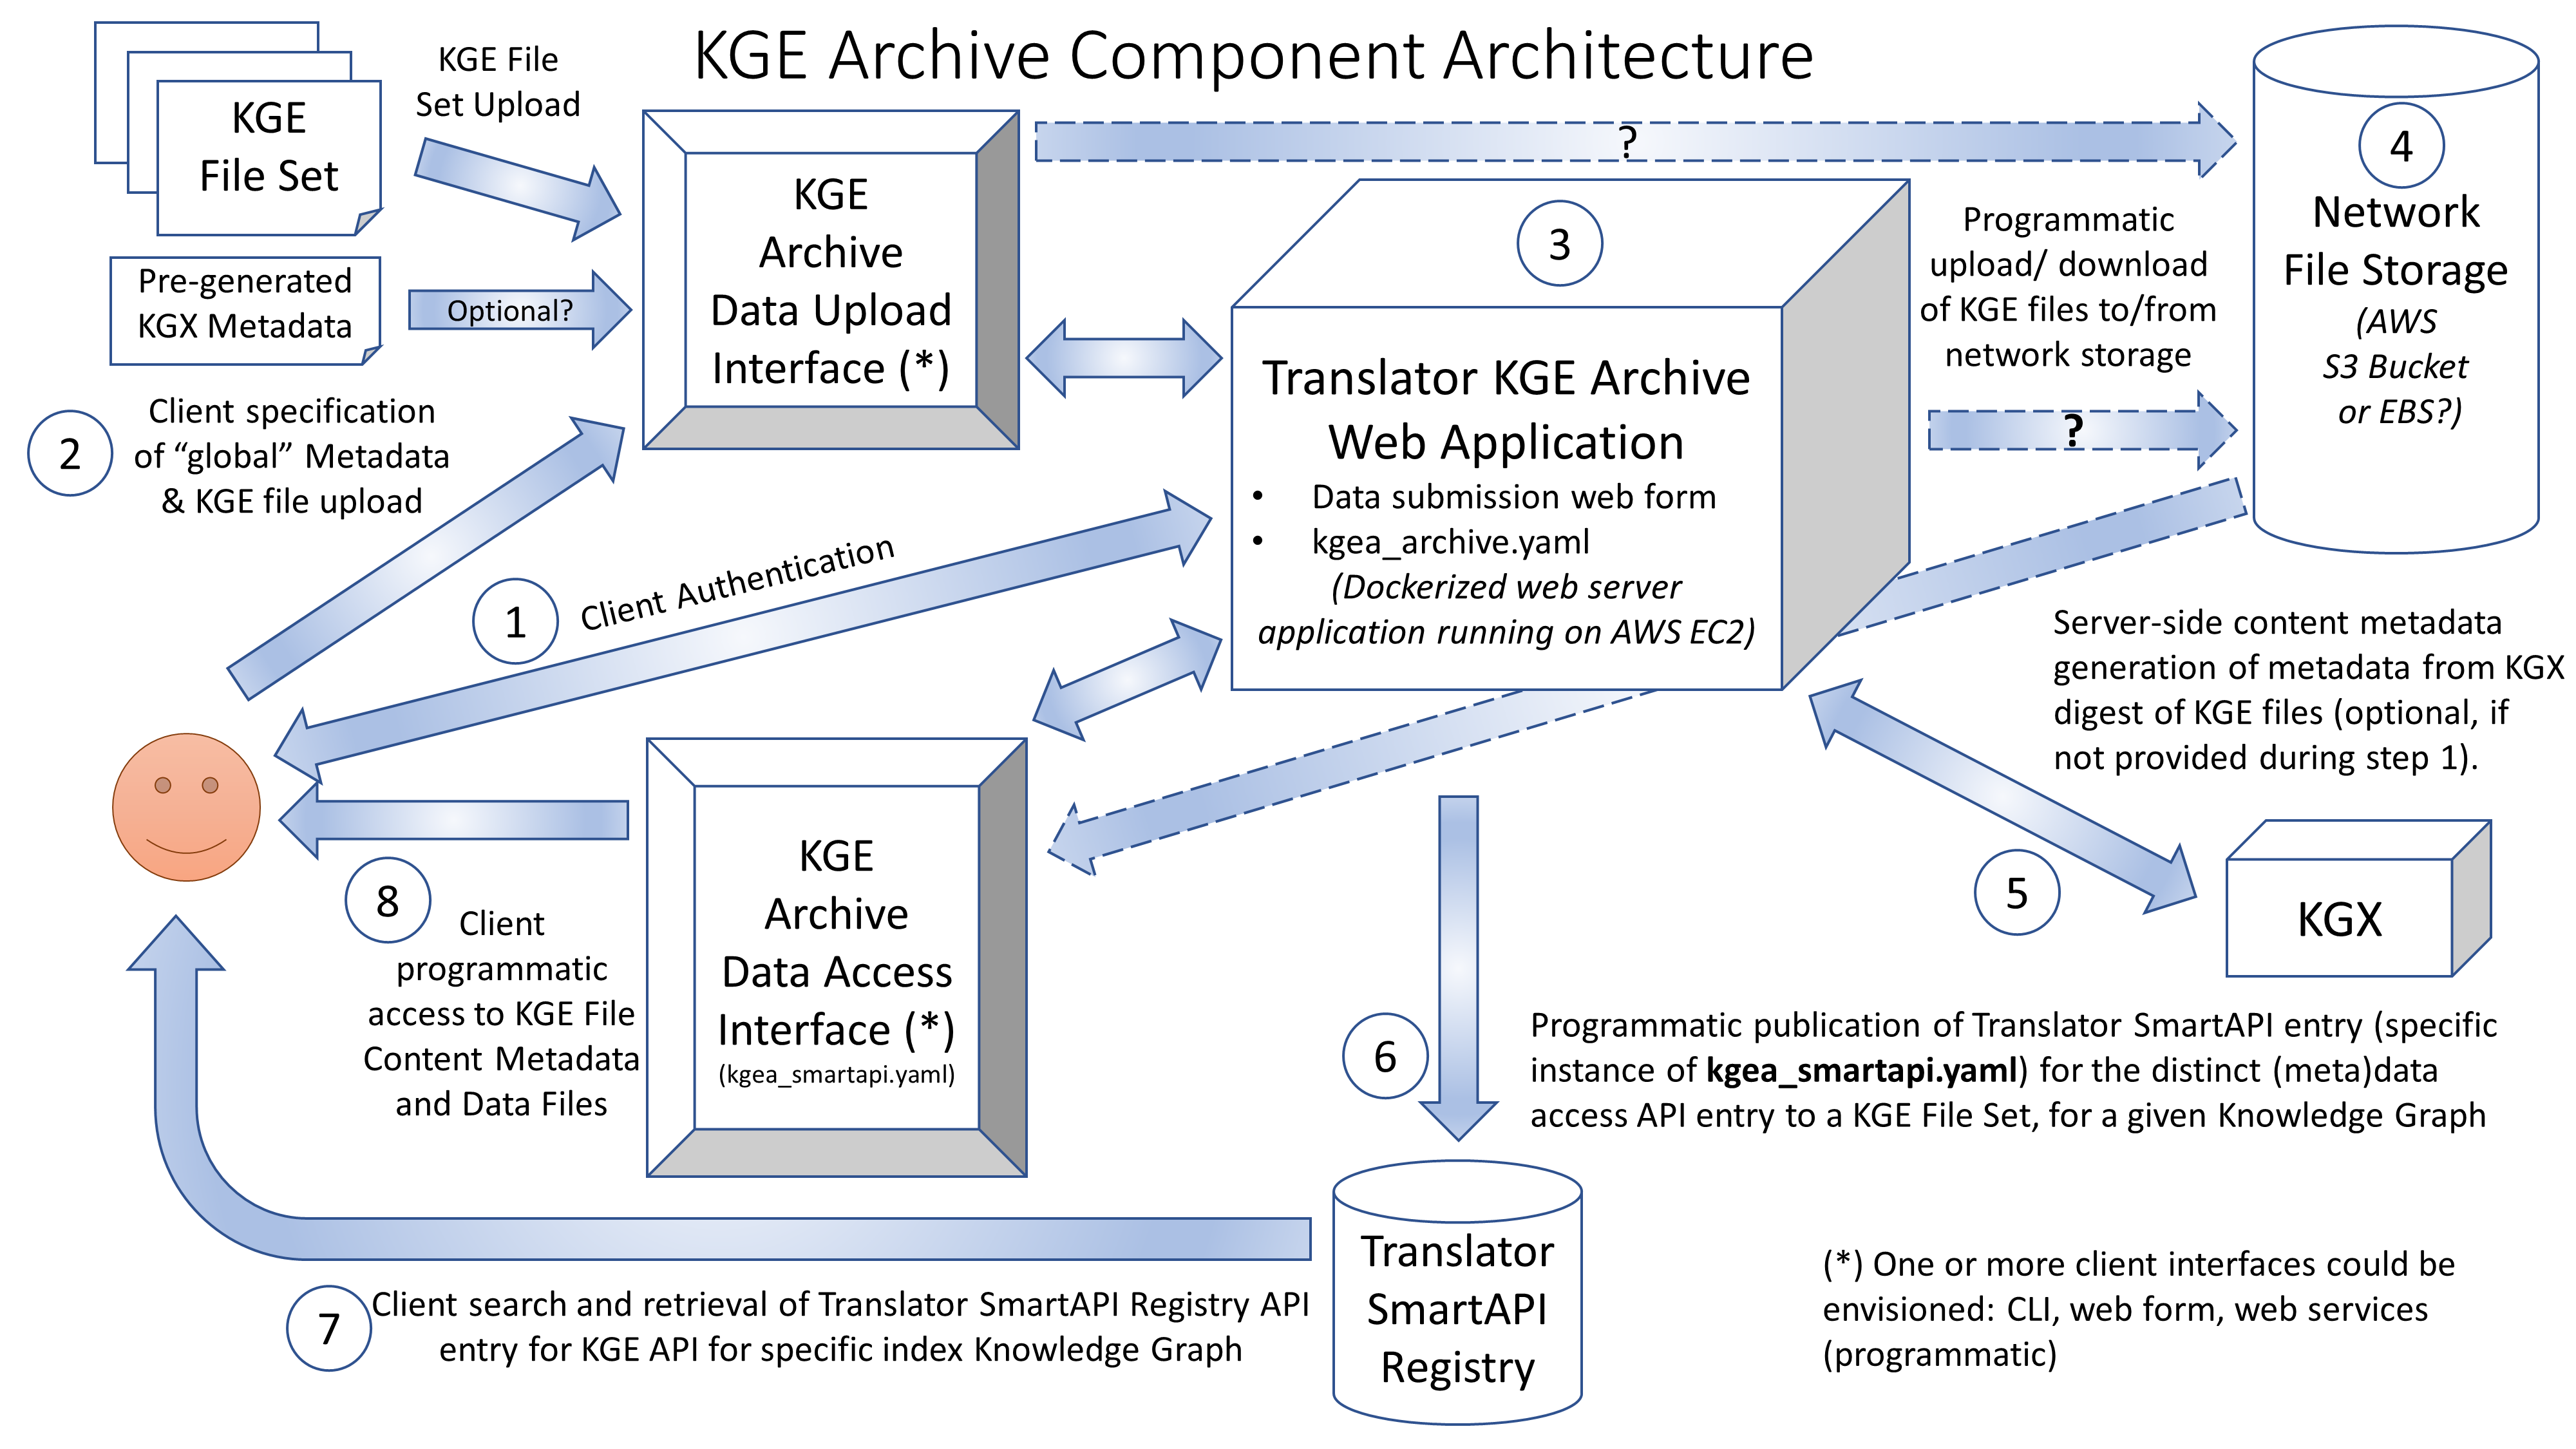 KGE Archive Component Architecture
KGE
File Set
KGE File
Set Upload
Pre-generated
KGX Metadata
Optional?
KGE
Archive
Data Upload
Interface (*)
?
4
Network
File Storage
(AWS
S3 Bucket
or EBS?)
3
Translator KGE Archive
Web Application
• Data submission web form
• kgea_archive.yaml
(Dockerized web server
application running on AWS EC2)
Programmatic
upload/ download
of KGE files to/from
network storage
?
2
Client specification
of “global” Metadata
& KGE file upload
1
Client Authentication
Server-side content metadata
generation of metadata from KGX
digest of KGE files (optional, if
not provided during step 1).
5
KGX
8
Client
programmatic
access to KGE File
Content Metadata
and Data Files
KGE
Archive
Data Access
Interface (*)
(kgea_smartapi.yaml)
6
Programmatic publication of Translator SmartAPI entry (specific
instance of kgea_smartapi.yaml) for the distinct (meta)data
access API entry to a KGE File Set, for a given Knowledge Graph
Translator
SmartAPI
Registry
7
Client search and retrieval of Translator SmartAPI Registry API
entry for KGE API for specific index Knowledge Graph
(*) One or more client interfaces could be
envisioned: CLI, web form, web services
(programmatic)